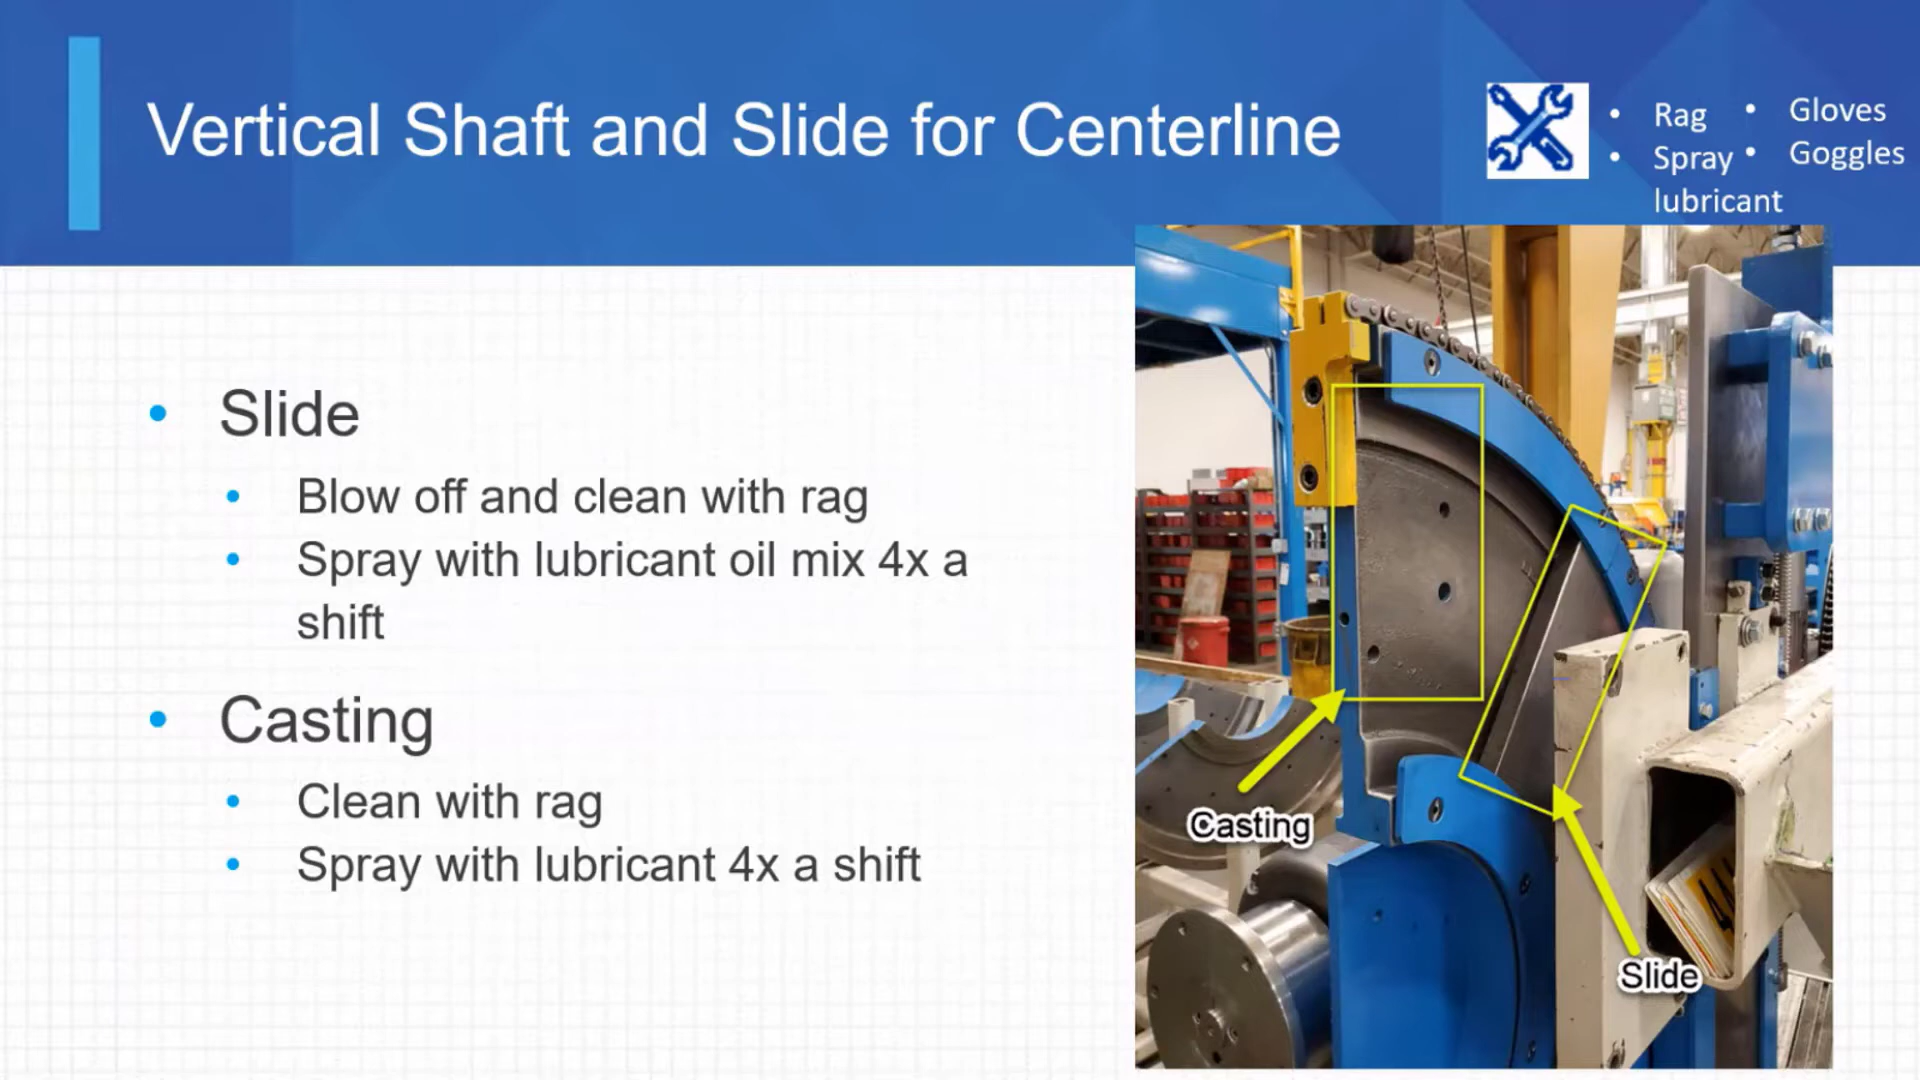 Vertical Shaft and Slide for Centerline
• Rag
• Spray
lubricant
• Gloves
• Goggles
• Slide
• Blow off and clean with rag
• Spray with lubricant oil mix 4x a
shift
• Casting
• Clean with rag
• Spray with lubricant 4x a shift
Casting
Slide